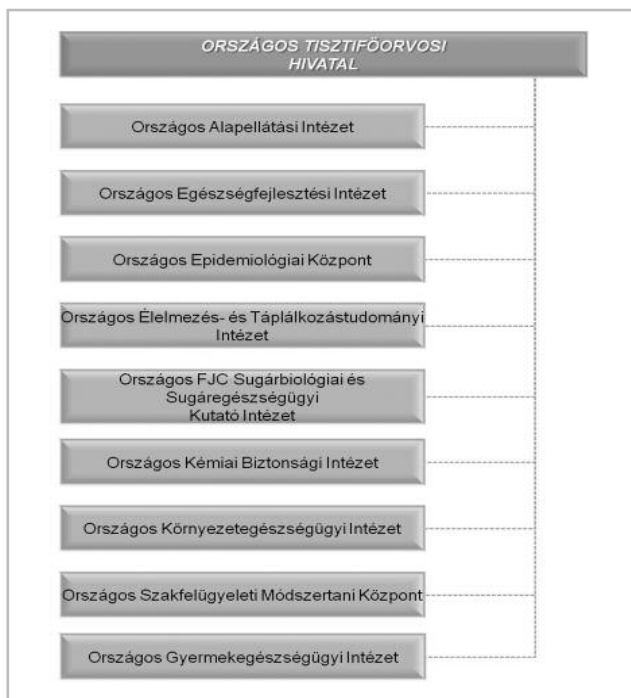 ORSZÁGOS TISZTIFŐORVOSI
HIVATAL
Országos Alapellátási Intézet
Országos Egészségfejlesztési Intézet
Országos Epidemiológiai Központ
Országos Élelmezés- és Táplálkozástudományi
Intézet
Országos FJC Sugárbiológiai és
Sugáregészségügyi
Kutató Intézet
Országos Kémiai Biztonsági Intézet
Országos Környezetegészségügyi Intézet
Országos Szakfelügyeleti Módszertani Központ
Országos Gyermekegészségügyi Intézet